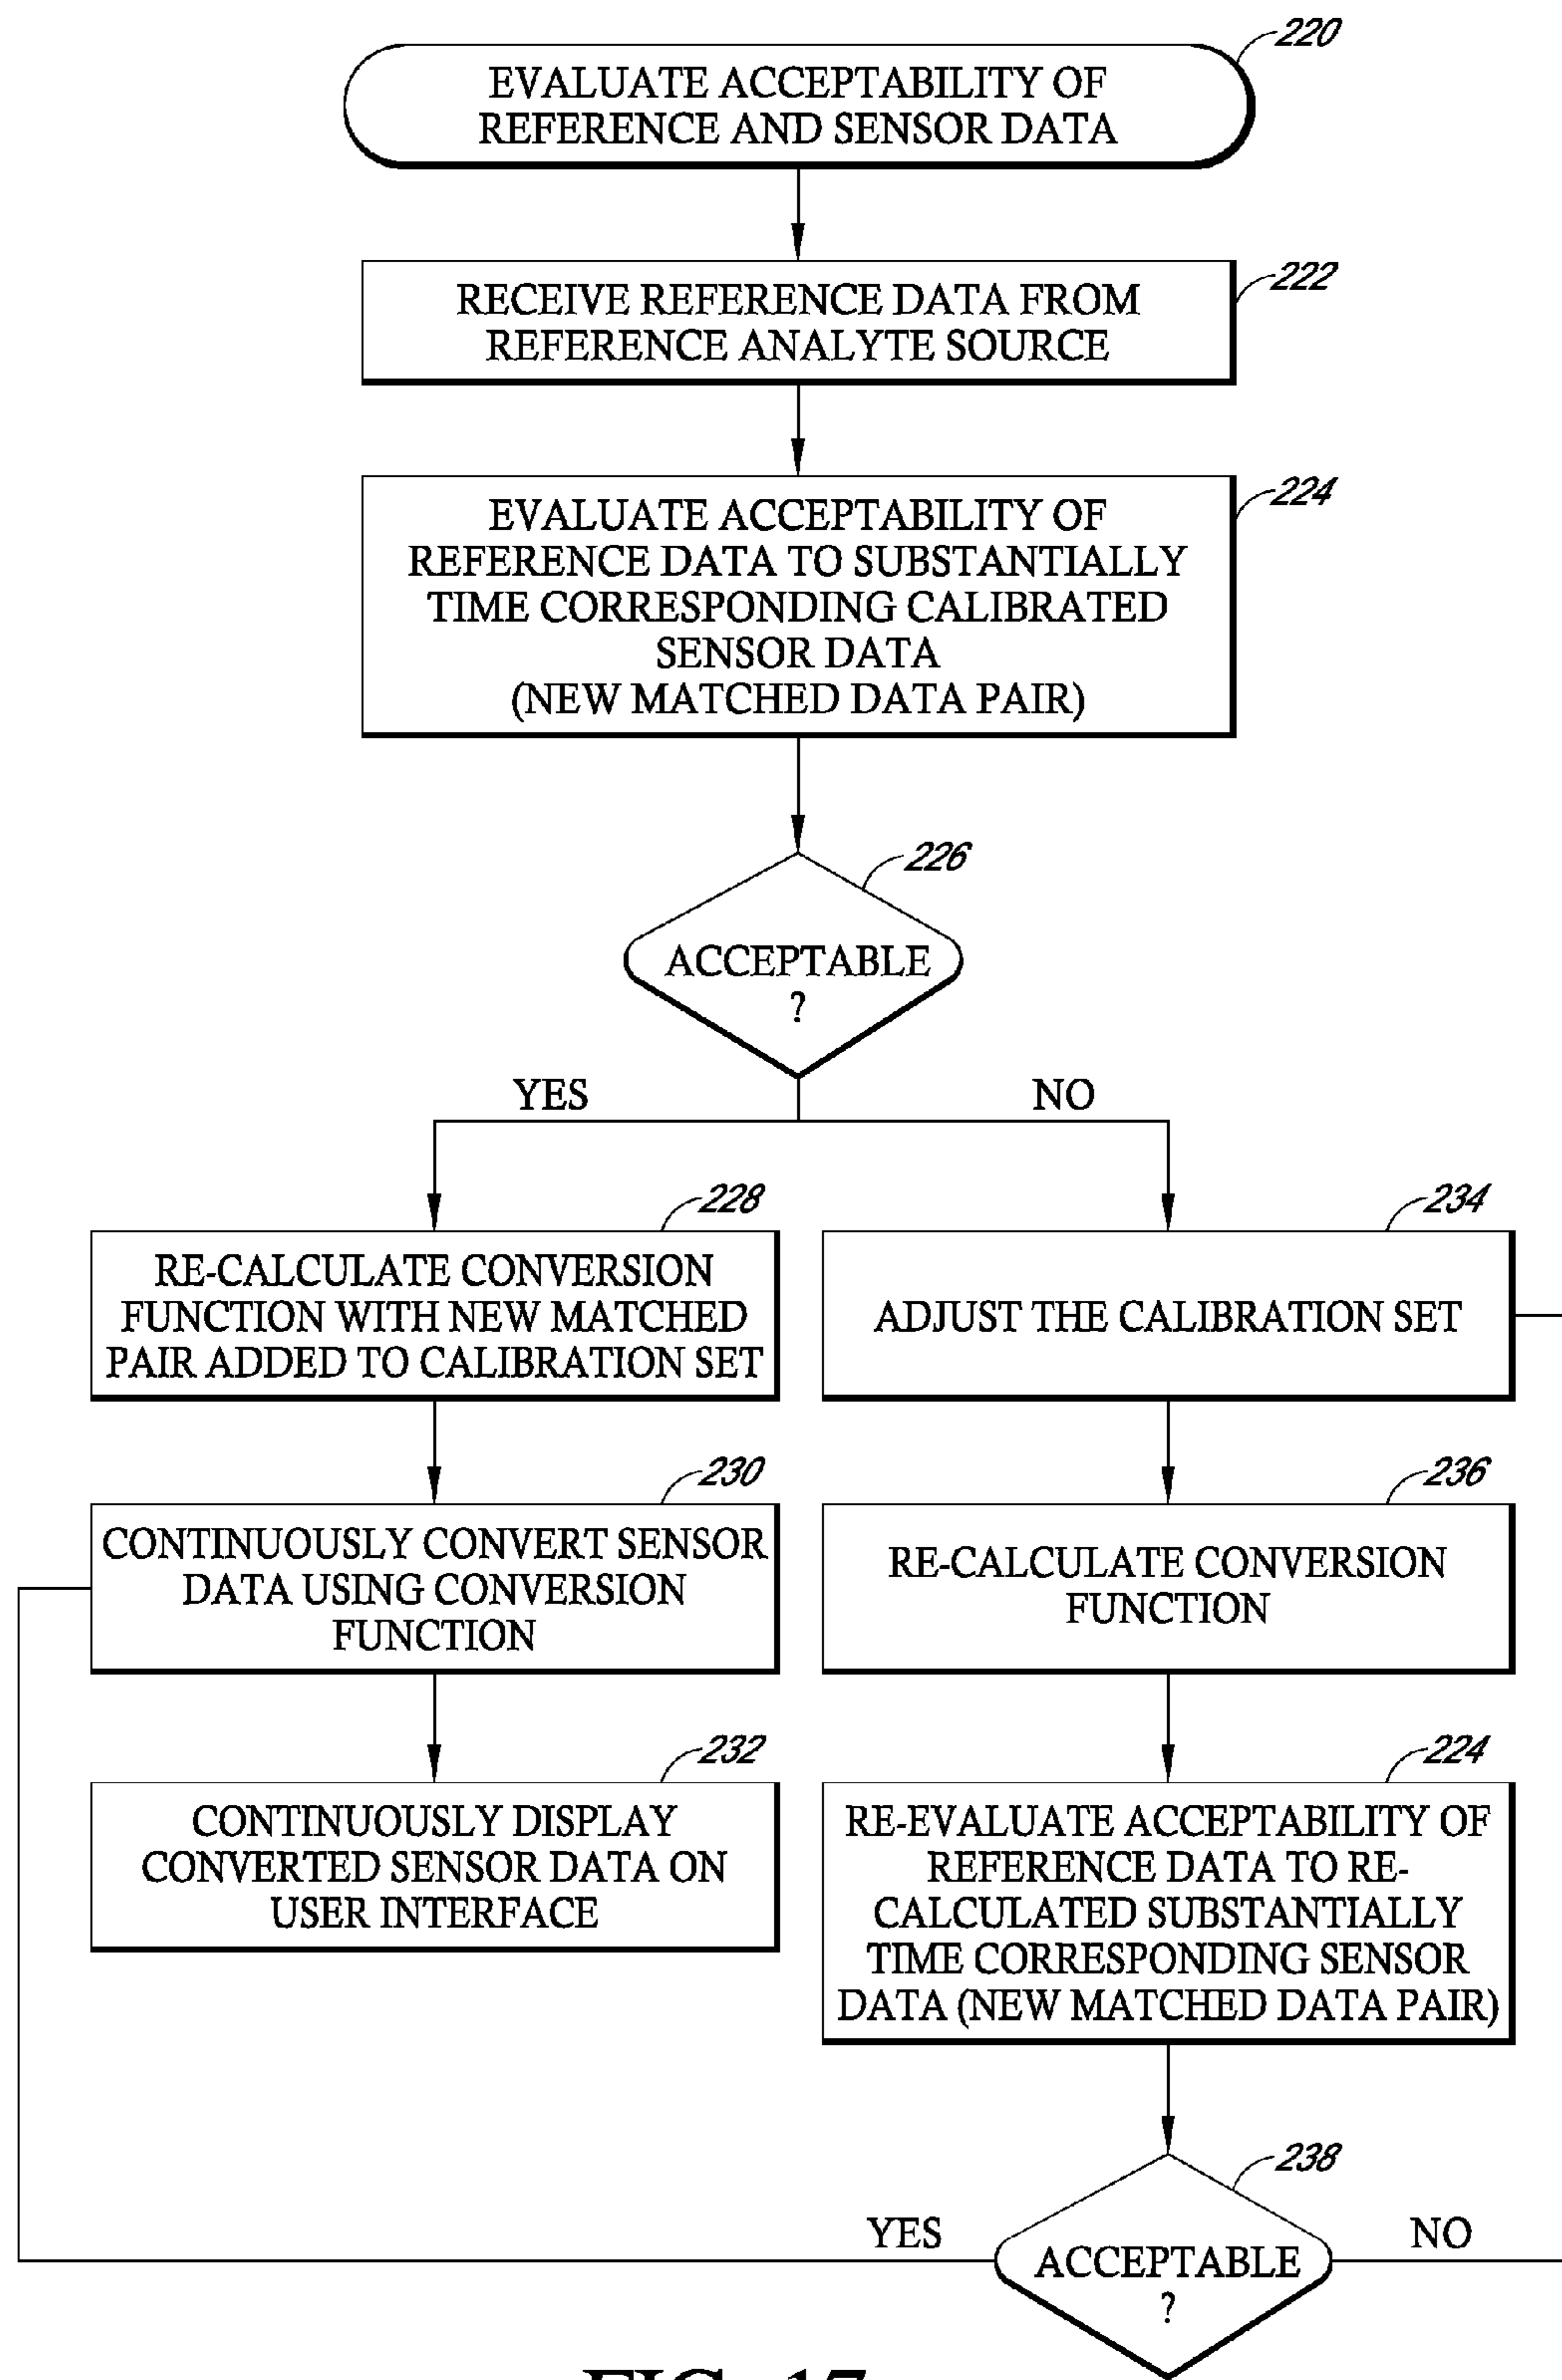 220
EVALUATE ACCEPTABILITY OF
REFERENCE AND SENSOR DATA
222
RECEIVE REFERENCE DATA FROM
REFERENCE ANALYTE SOURCE
224
EVALUATE ACCEPTABILITY OF
REFERENCE DATA TO SUBSTANTIALLY
TIME CORRESPONDING CALIBRATED
SENSOR DATA
(NEW MATCHED DATA PAIR)
226
ACCEPTABLE
?
YES
NO
228
RE-CALCULATE CONVERSION
FUNCTION WITH NEW MATCHED
PAIR ADDED TO CALIBRATION SET
234
ADJUST THE CALIBRATION SET
230
CONTINUOUSLY CONVERT SENSOR
DATA USING CONVERSION
FUNCTION
236
RE-CALCULATE CONVERSION
FUNCTION
232
CONTINUOUSLY DISPLAY
CONVERTED SENSOR DATA ON
USER INTERFACE
224
RE-EVALUATE ACCEPTABILITY OF
REFERENCE DATA TO RE-
CALCULATED SUBSTANTIALLY
TIME CORRESPONDING SENSOR
DATA (NEW MATCHED DATA PAIR)
238
YES
ACCEPTABLE
?
NO
FIG. 17